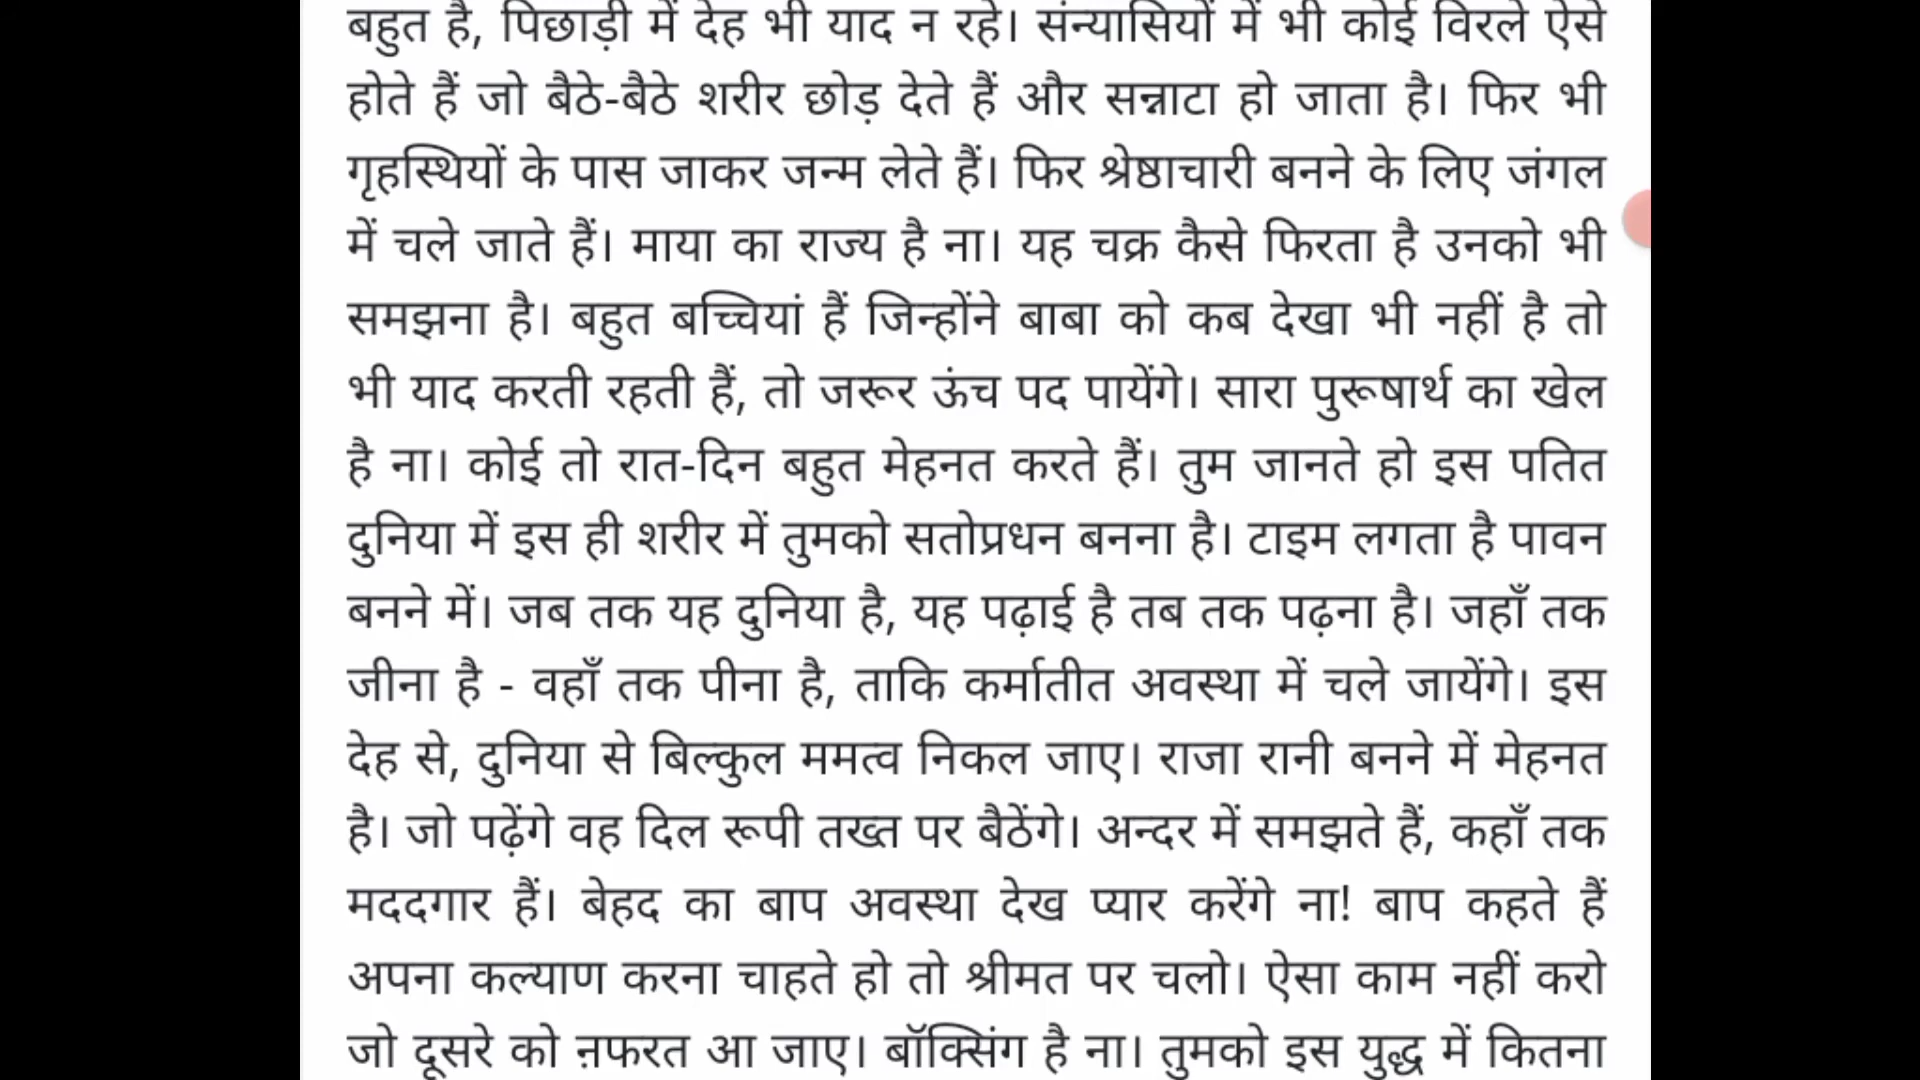 बहुत है, पिछाड़ी में देह भी याद न रहे। संन्यासियों में भी कोई विरले ऐसे
होते हैं जो बैठे-बैठे शरीर छोड़ देते हैं और सन्नाटा हो जाता है। फिर भी
गृहस्थियों के पास जाकर जन्म लेते हैं। फिर श्रेष्ठाचारी बनने के लिए जंगल
में चले जाते हैं। माया का राज्य है ना। यह चक्र कैसे फिरता है उनको भी
समझना है। बहुत बच्चियां हैं जिन्होंने बाबा को कब देखा भी नहीं है तो
भी याद करती रहती हैं, तो जरूर ऊंच पद पायेंगे। सारा पुरूषार्थ का खेल
है ना। कोई तो रात-दिन बहुत मेहनत करते हैं। तुम जानते हो इस पतित
दुनिया में इस ही शरीर में तुमको सतोप्रधन बनना है। टाइम लगता है पावन
बनने में। जब तक यह दुनिया है, यह पढ़ाई है तब तक पढ़ना है। जहाँ तक
जीना है - वहाँ तक पीना है, ताकि कर्मातीत अवस्था में चले जायेंगे। इस
देह से, दुनिया से बिल्कुल ममत्व निकल जाए। राजा रानी बनने में मेहनत
है। जो पढ़ेंगे वह दिल रूपी तख्त पर बैठेंगे। अन्दर में समझते हैं, कहाँ तक
मददगार हैं। बेहद का बाप अवस्था देख प्यार करेंगे ना! बाप कहते हैं
अपना कल्याण करना चाहते हो तो श्रीमत पर चलो। ऐसा काम नहीं करो
जो दूसरे को ऩफरत आ जाए। बॉक्सिंग है ना। तुमको इस युद्ध में कितना